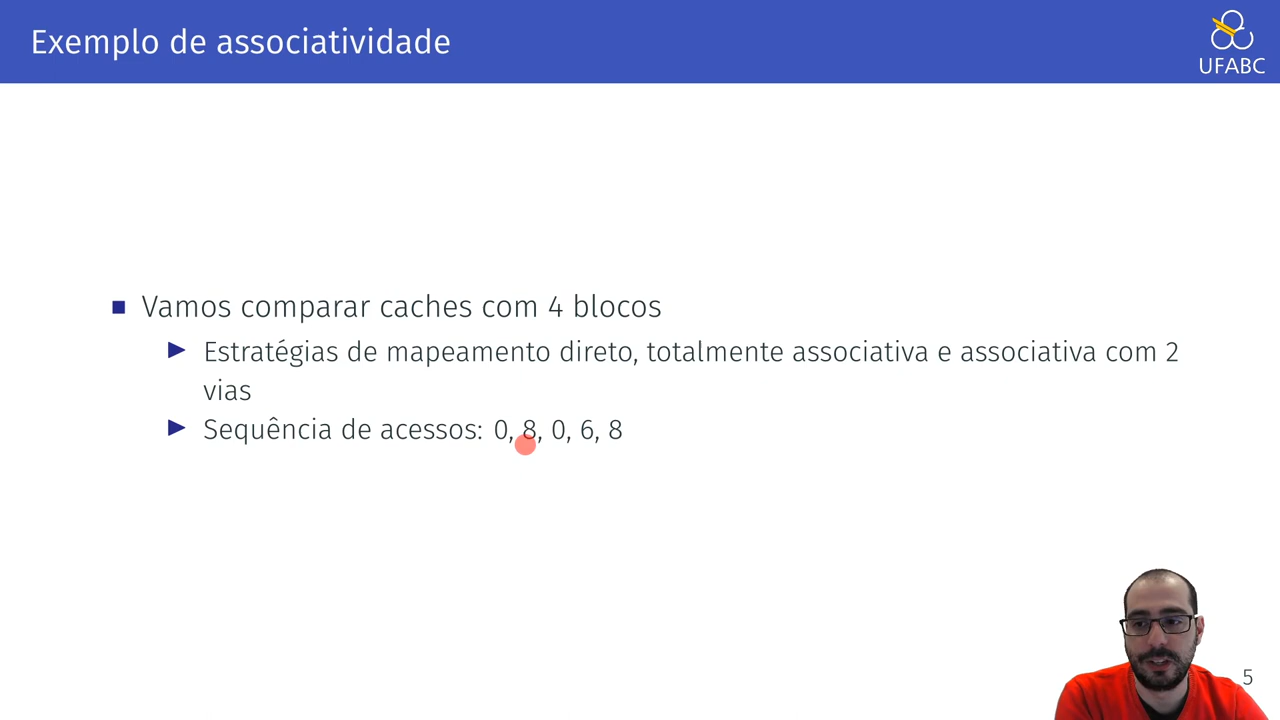 Exemplo de associatividade
UFABC
Vamos comparar caches com 4 blocos
Estratégias de mapeamento direto, totalmente associativa e associativa com 2
vias
Sequência de acessos: 0, 8, 0, 6, 8
5